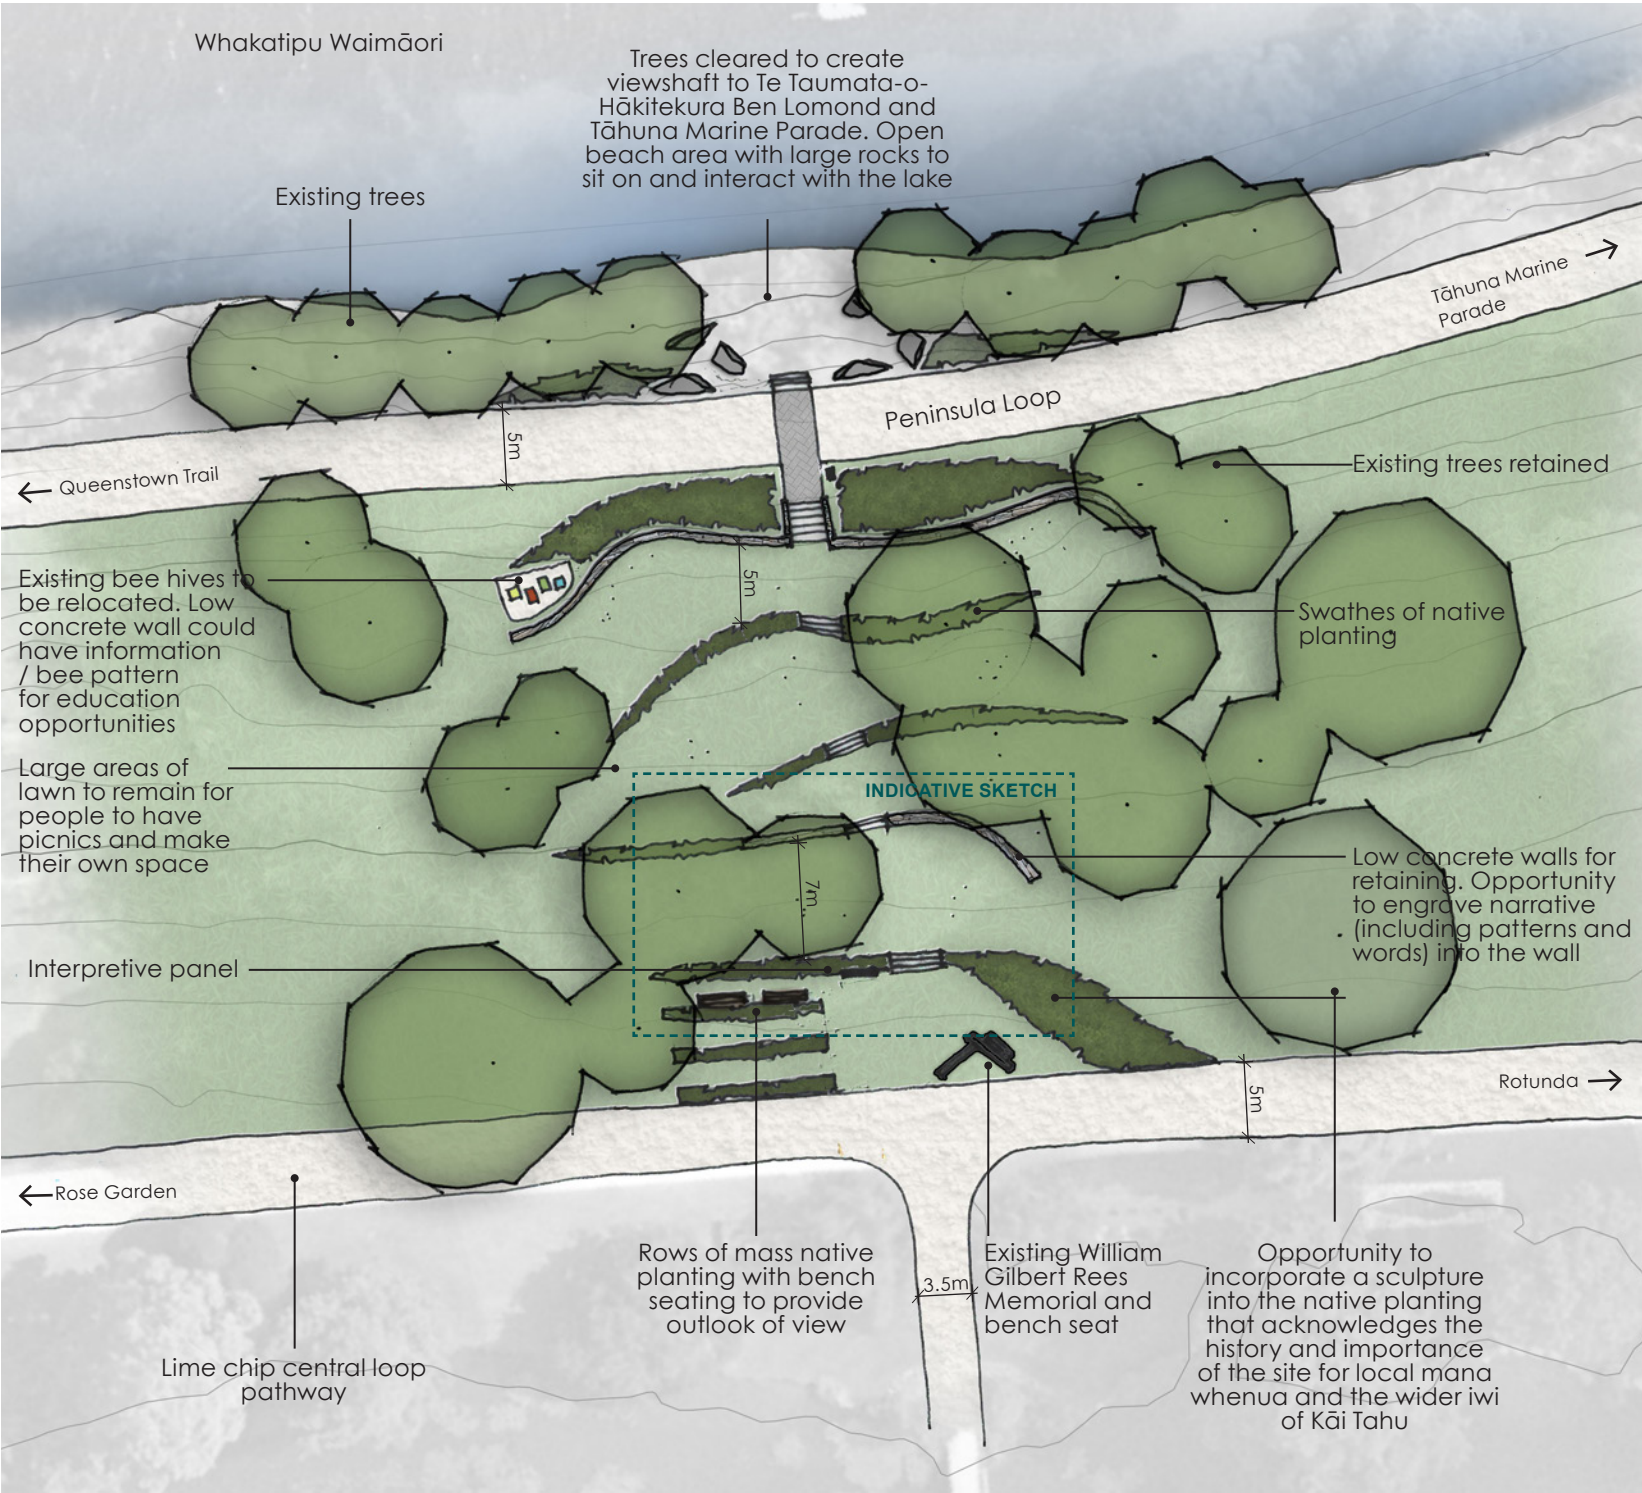 Whakatipu Waimāori
Trees cleared to create
viewshaft to Te Taumata-o-
Hākitekura Ben Lomond and
Tāhuna Marine Parade. Open
beach area with large rocks to
sit on and interact with the lake
Existing trees
Tāhuna Marine
Parade
Peninsula Loop
5m
Queenstown Trail
Existing trees retained
Existing bee hives to
be relocated. Low
concrete wall could
have information
/ bee pattern
for education
opportunities
5m
Swathes of native
planting
Large areas of
lawn to remain for
people to have
picnics and make
their own space
INDICATIVE SKETCH
7m
Low concrete walls for
retaining. Opportunity
to engrave narrative
(including patterns and
words) into the wall
Interpretive panel
5m
Rotunda
Rose Garden
Rows of mass native
planting with bench
seating to provide
outlook of view
3.5m
Existing William
Gilbert Rees
Memorial and
bench seat
Opportunity to
incorporate a sculpture
into the native planting
that acknowledges the
history and importance
of the site for local mana
whenua and the wider iwi
of Kāi Tahu
Lime chip central loop
pathway